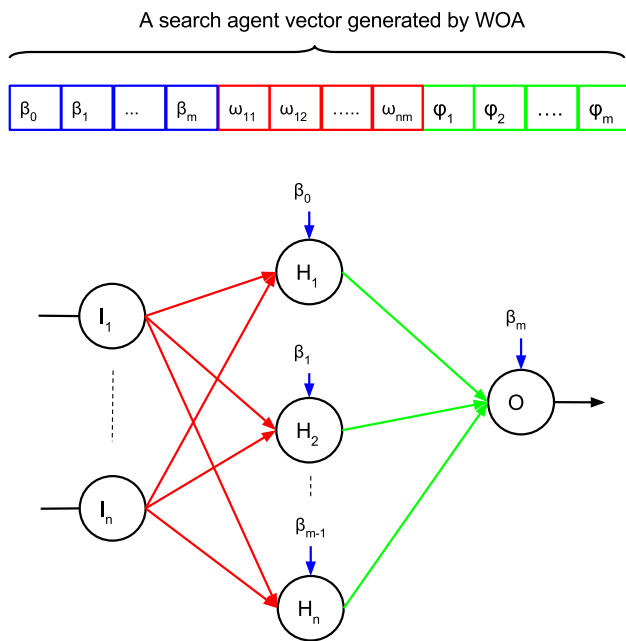 A search agent vector generated by WOA
β₀ β₁ ... βₘ ω₁₁ ω₁₂ ..... ωₙₘ φ₁ φ₂ .... φₘ
β₀
H₁
I₁
βₘ
β₁
O
H₂
Iₙ
βₘ₋₁
Hₙ